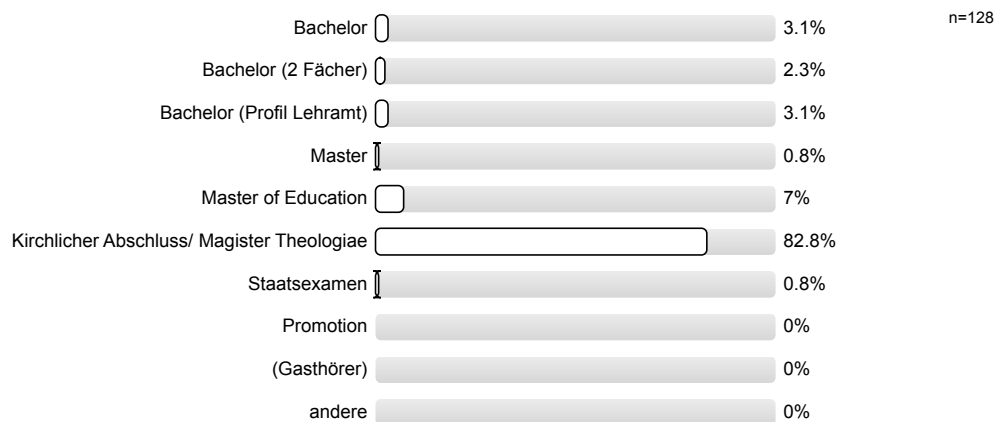 n=128
Bachelor 3.1%
Bachelor (2 Fächer) 2.3%
Bachelor (Profil Lehramt) 3.1%
Master 0.8%
Master of Education 7%
Kirchlicher Abschluss/ Magister Theologiae 82.8%
Staatsexamen 0.8%
Promotion 0%
(Gasthörer) 0%
andere 0%